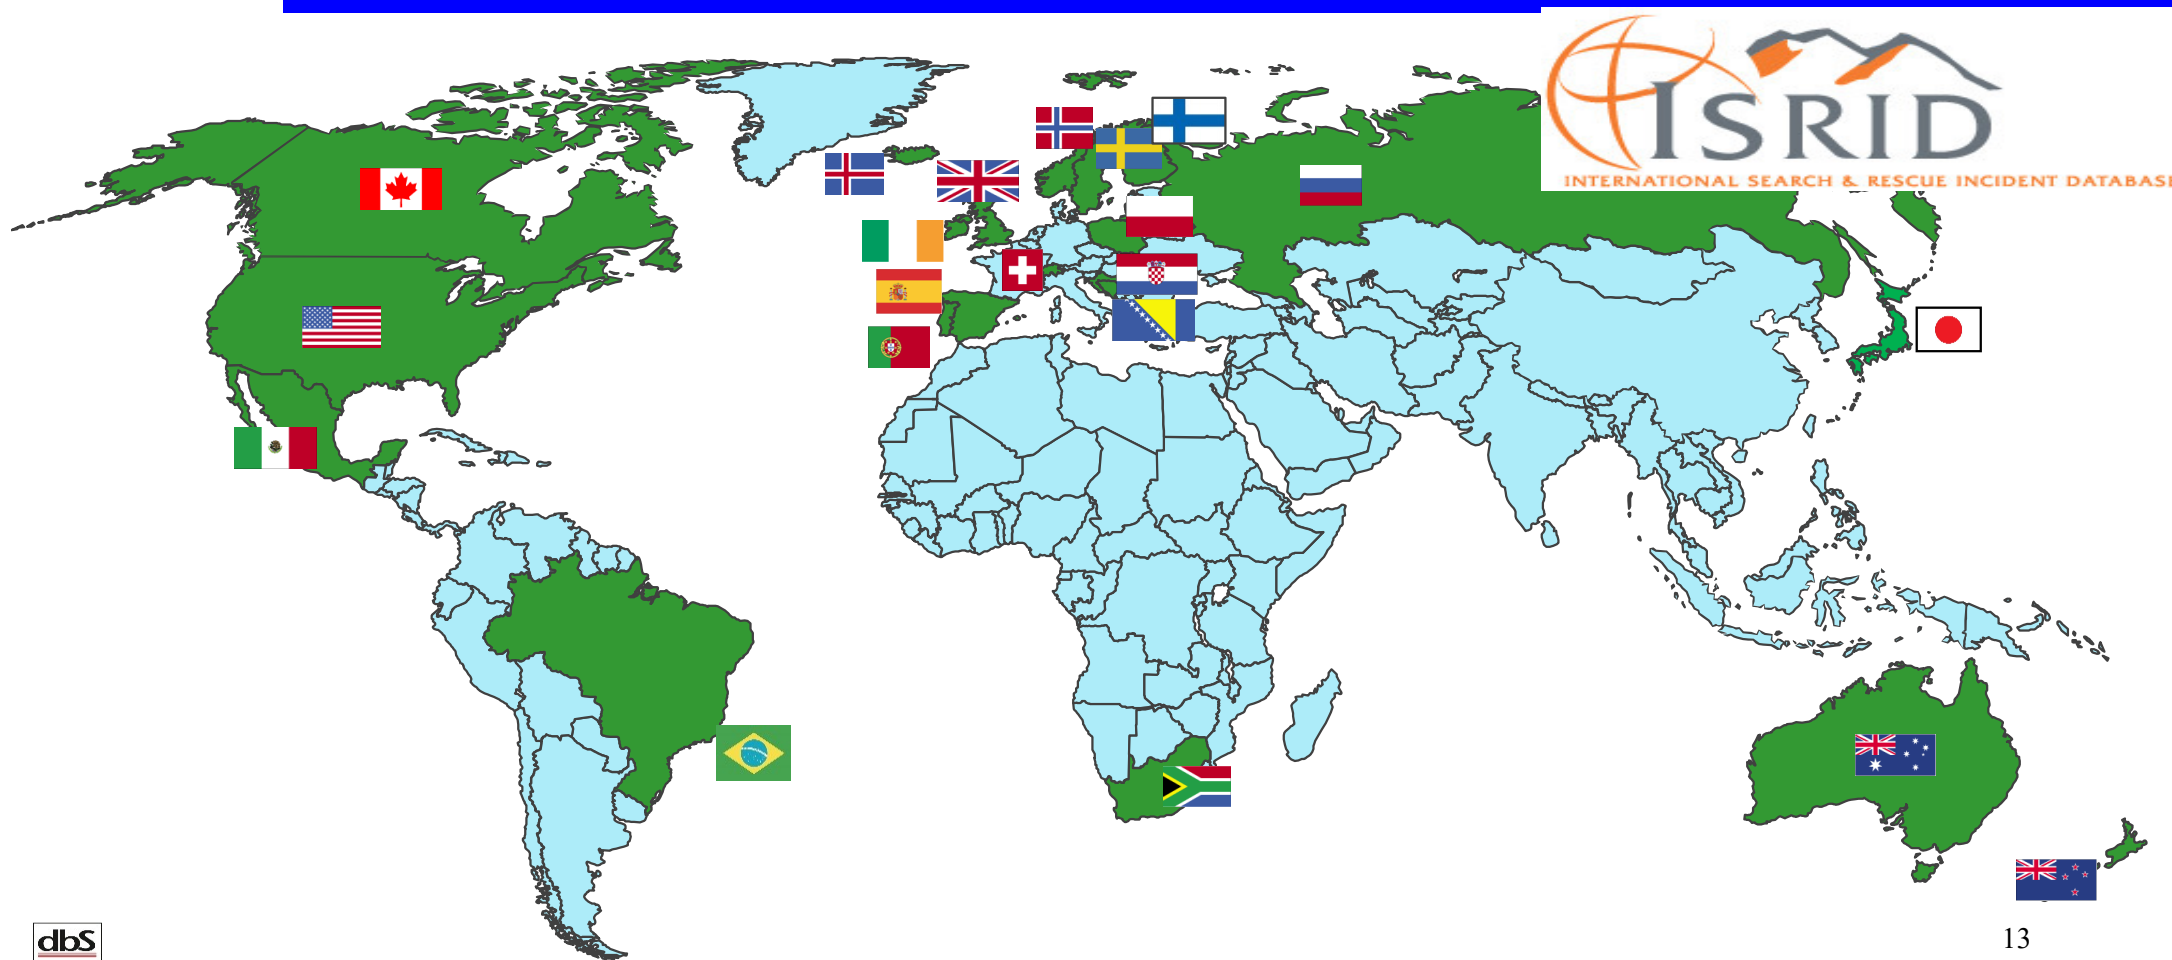 ISRID
INTERNATIONAL SEARCH & RESCUE INCIDENT DATABAS
dbS
13